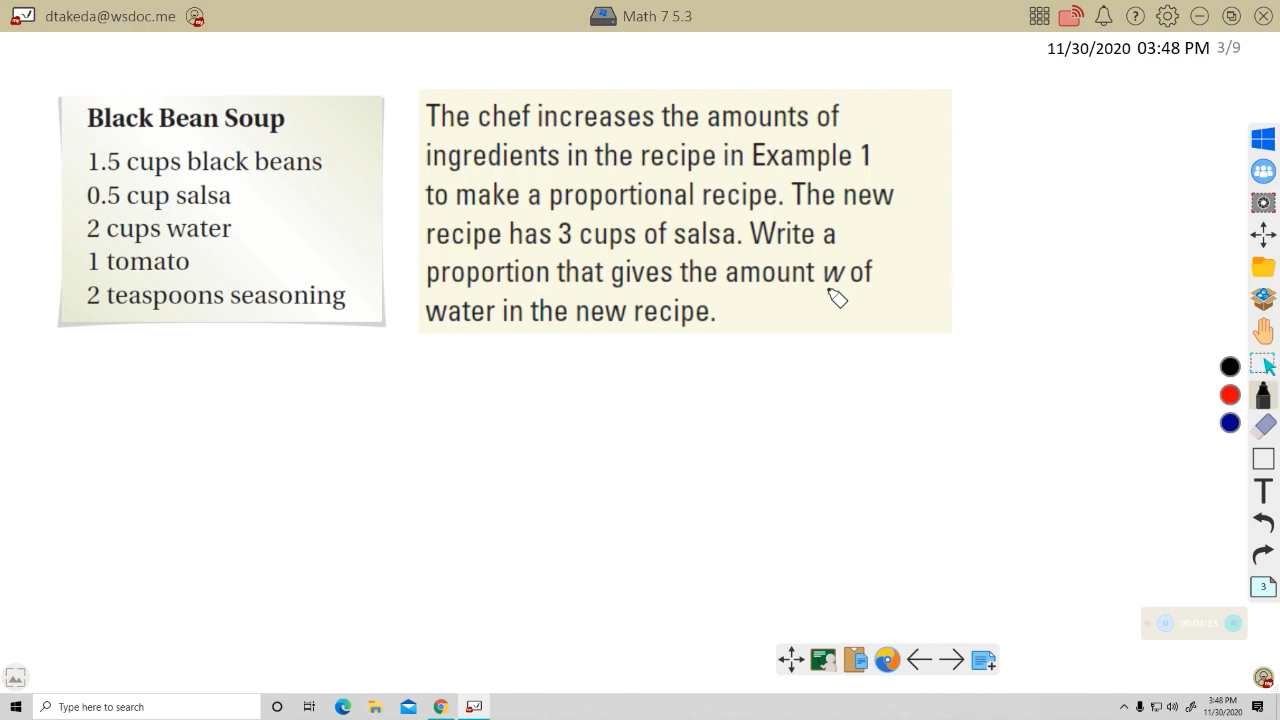 dtakeda@wsdoc.me
Math 7 5.3
11/30/2020 03:48 PM 3/9
Black Bean Soup
1.5 cups black beans
0.5 cup salsa
2 cups water
1 tomato
2 teaspoons seasoning
The chef increases the amounts of
ingredients in the recipe in Example 1
to make a proportional recipe. The new
recipe has 3 cups of salsa. Write a
proportion that gives the amount w of
water in the new recipe.
T
3
00:04:13
Type here to search
3:48 PM
11/30/2020